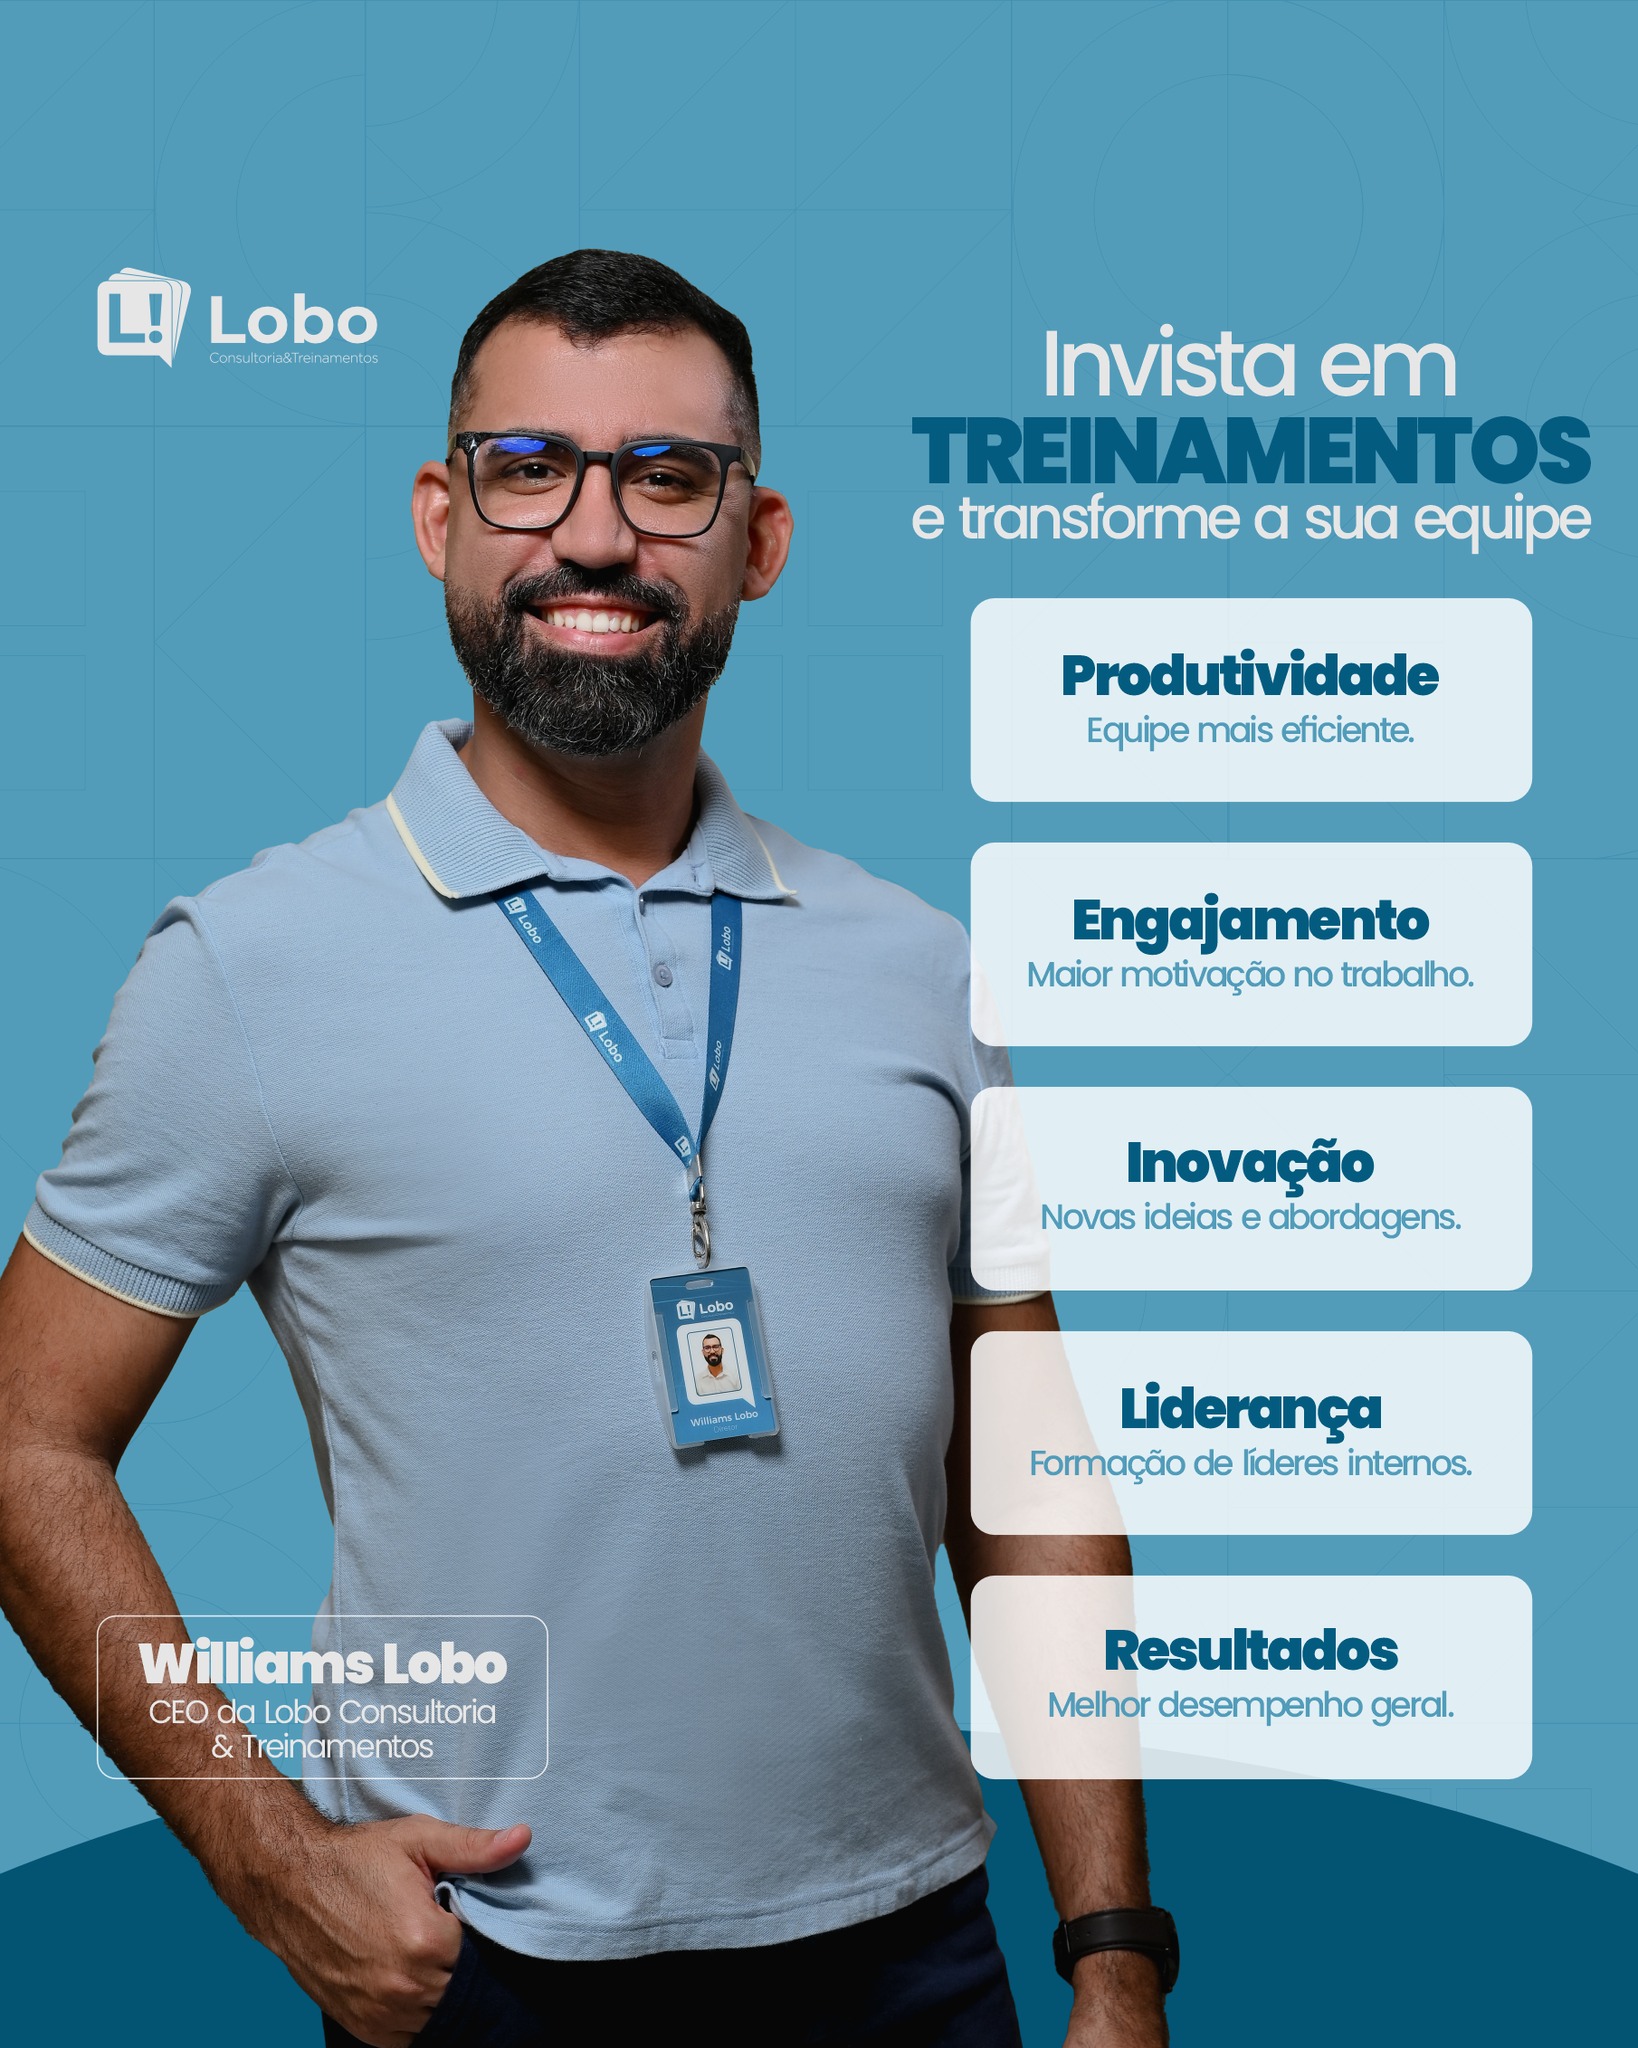 L! Lobo
Consultoria&Treinamentos
Invista em
TREINAMENTOS
e transforme a sua equipe
Produtividade
Equipe mais eficiente.
Engajamento
Maior motivação no trabalho.
Inovação
Novas ideias e abordagens.
Liderança
Formação de líderes internos.
Resultados
Melhor desempenho geral.
L! Lobo
L! Lobo
L! Lobo
L! Lobo
L!
L! Lobo
Williams Lobo
Diretor
Williams Lobo
CEO da Lobo Consultoria
& Treinamentos